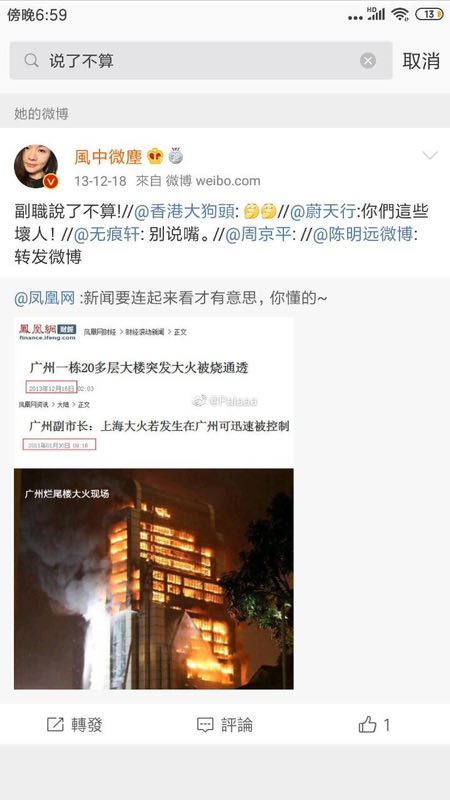 傍晚6:59
HD
13
说了不算
取消
她的微博
風中微塵
13-12-18 來自 微博 weibo.com
副職說了不算!//@香港大狗頭: 🤔🤔//@蔚天行:你們這些
壞人！//@无痕轩: 别说嘴。//@周京平: //@陈明远微博:
转发微博
@凤凰网 :新闻要连起来看才有意思，你懂的~
鳳凰網 财经 凤凰网财经 > 财经滚动新闻 > 正文
finance.ifeng.com
广州一栋20多层大楼突发大火被烧通透
2013年12月16日 02:03
@Palaaa
凤凰网资讯 > 大陆 > 正文
广州副市长：上海大火若发生在广州可迅速被控制
2011年01月30日 09:16
广州烂尾楼大火现场
轉發
評論
1